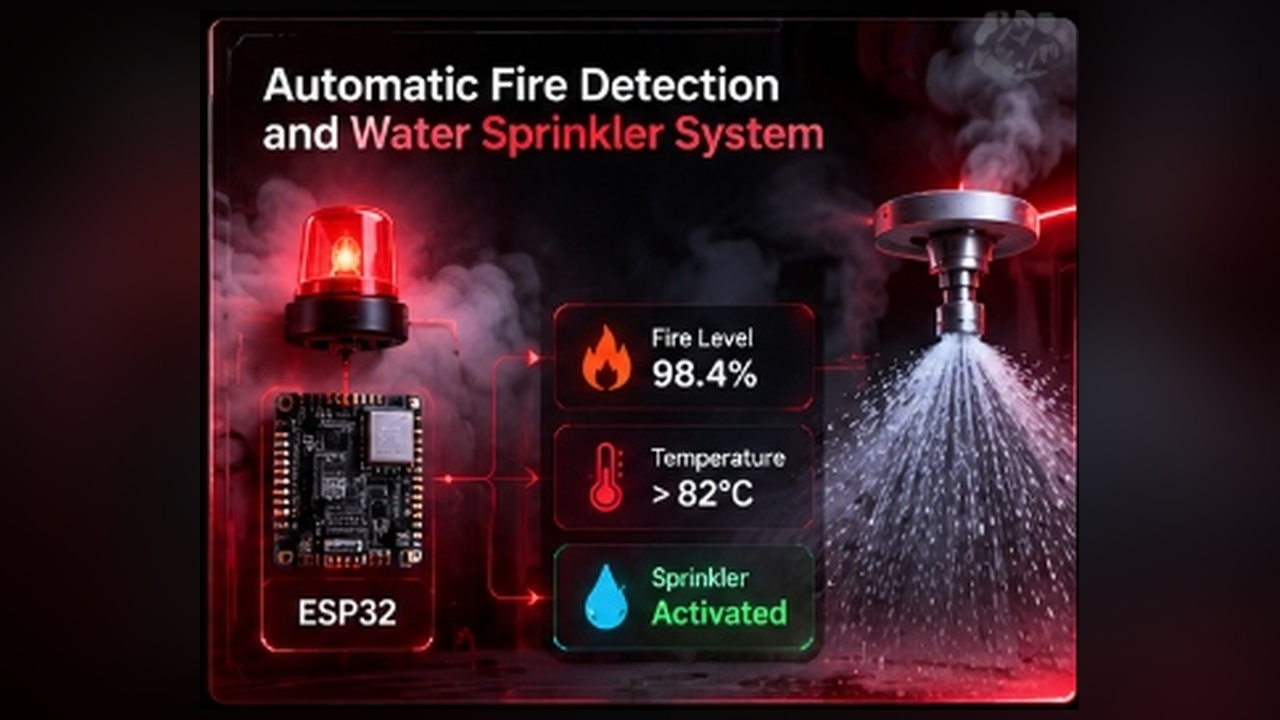 Automatic Fire Detection
and Water Sprinkler System
Fire Level
98.4%
Temperature
> 82°C
Sprinkler
Activated
ESP32